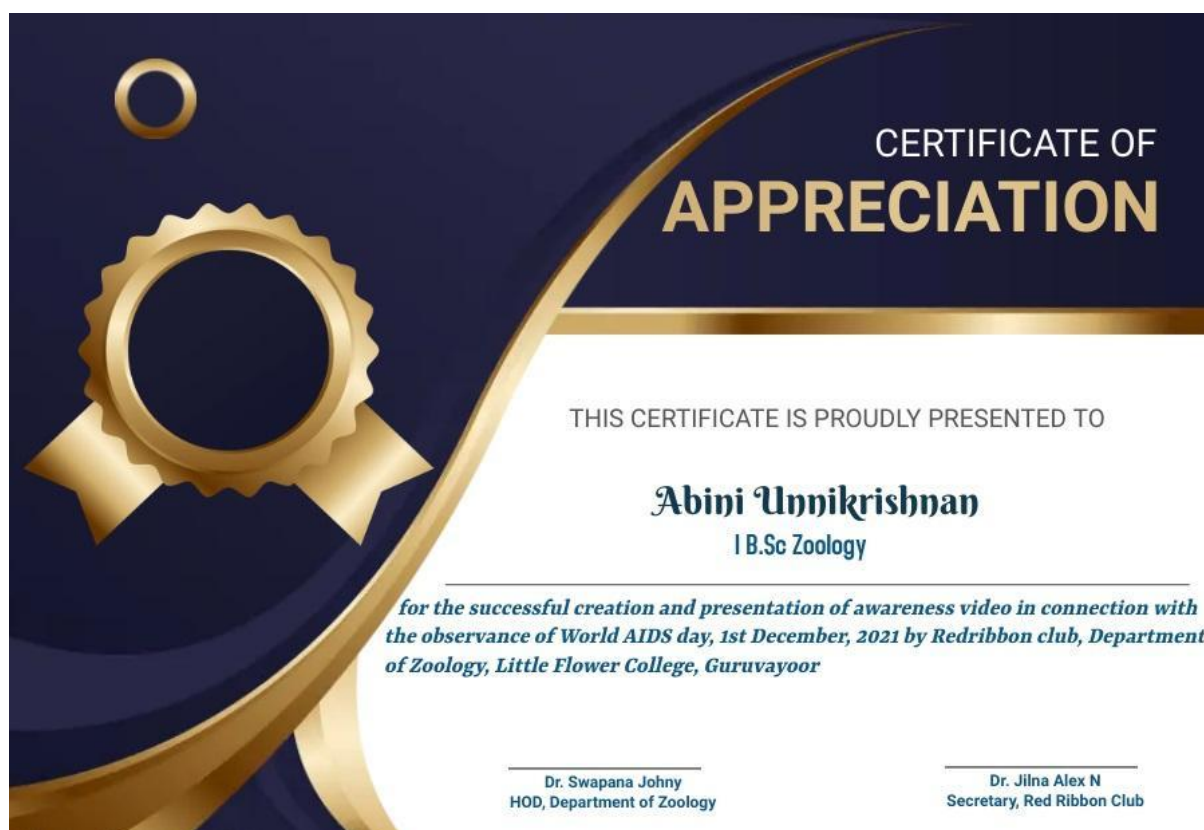 CERTIFICATE OF
APPRECIATION
THIS CERTIFICATE IS PROUDLY PRESENTED TO
Abini Unnikrishnan
I B.Sc Zoology
for the successful creation and presentation of awareness video in connection with
the observance of World AIDS day, 1st December, 2021 by Redribbon club, Department
of Zoology, Little Flower College, Guruvayoor
Dr. Swapana Johny
HOD, Department of Zoology
Dr. Jilna Alex N
Secretary, Red Ribbon Club